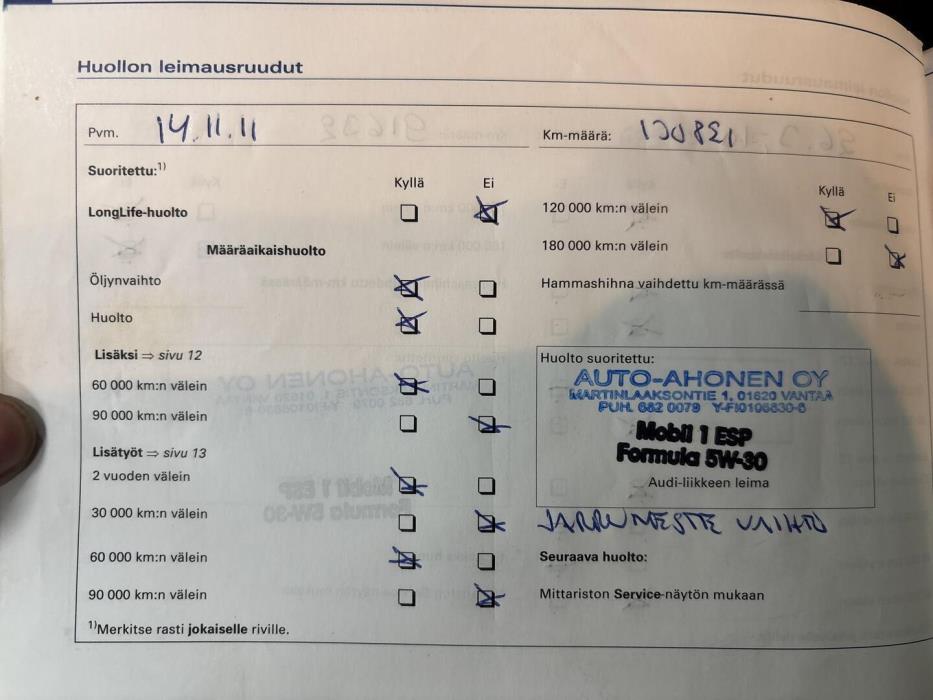 Huollon leimausruudut
Pvm. 14.11.11
Km-määrä:
Suoritettu:1)
Kyllä Ei
LongLife-huolto
Määräaikaishuolto
Öljynvaihto
Huolto
Lisäksi ⇒ sivu 12
60 000 km:n välein
90 000 km:n välein
Lisätyöt ⇒ sivu 13
2 vuoden välein
30 000 km:n välein
60 000 km:n välein
90 000 km:n välein
1)Merkitse rasti jokaiselle riville.
Kyllä Ei
120 000 km:n välein
180 000 km:n välein
Hammashihna vaihdettu km-määrässä
Huolto suoritettu:
AUTO-AHONEN OY
MARTINLAAKSONTIE 1, 01620 VANTAA
PUH. 682 0079 Y-FI0106830-6
Mobil 1 ESP
Formula 5W-30
Audi-liikkeen leima
JARRUNESTE VAIHTO
Seuraava huolto:
Mittariston Service-näytön mukaan